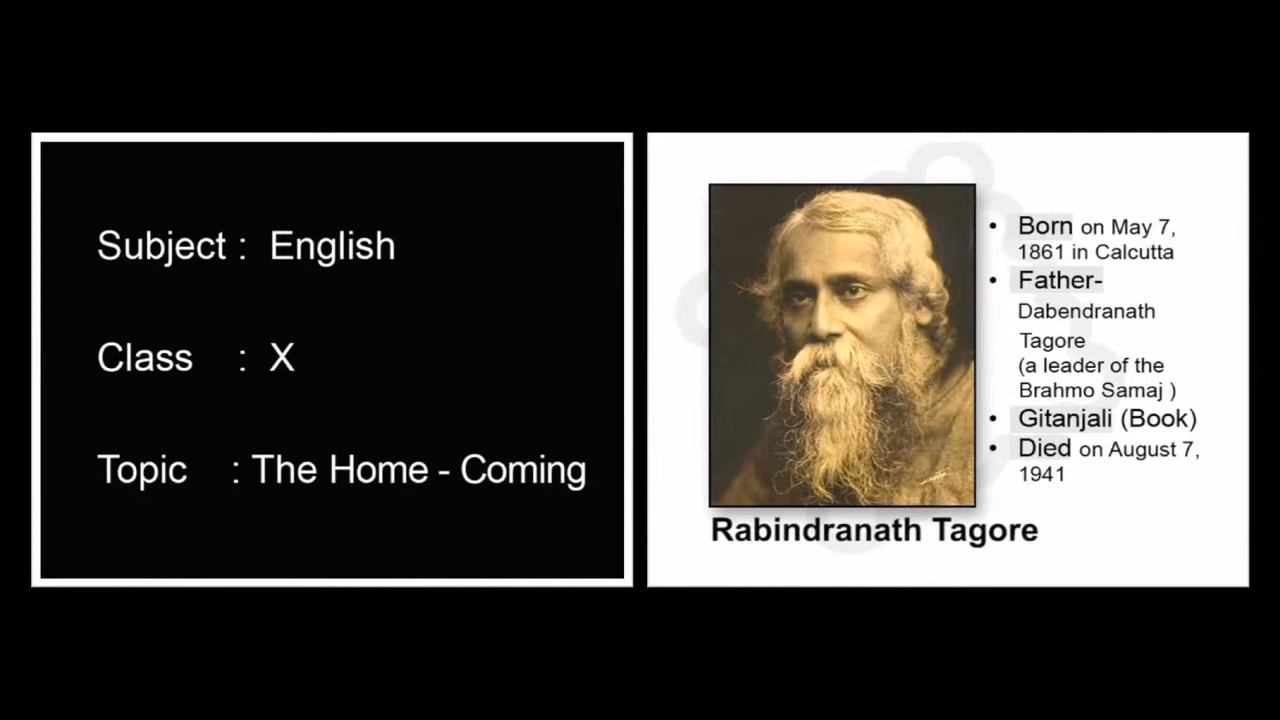 Subject : English
Class : X
Topic : The Home - Coming
• Born on May 7,
1861 in Calcutta
• Father-
Dabendranath
Tagore
(a leader of the
Brahmo Samaj )
• Gitanjali (Book)
• Died on August 7,
1941
Rabindranath Tagore